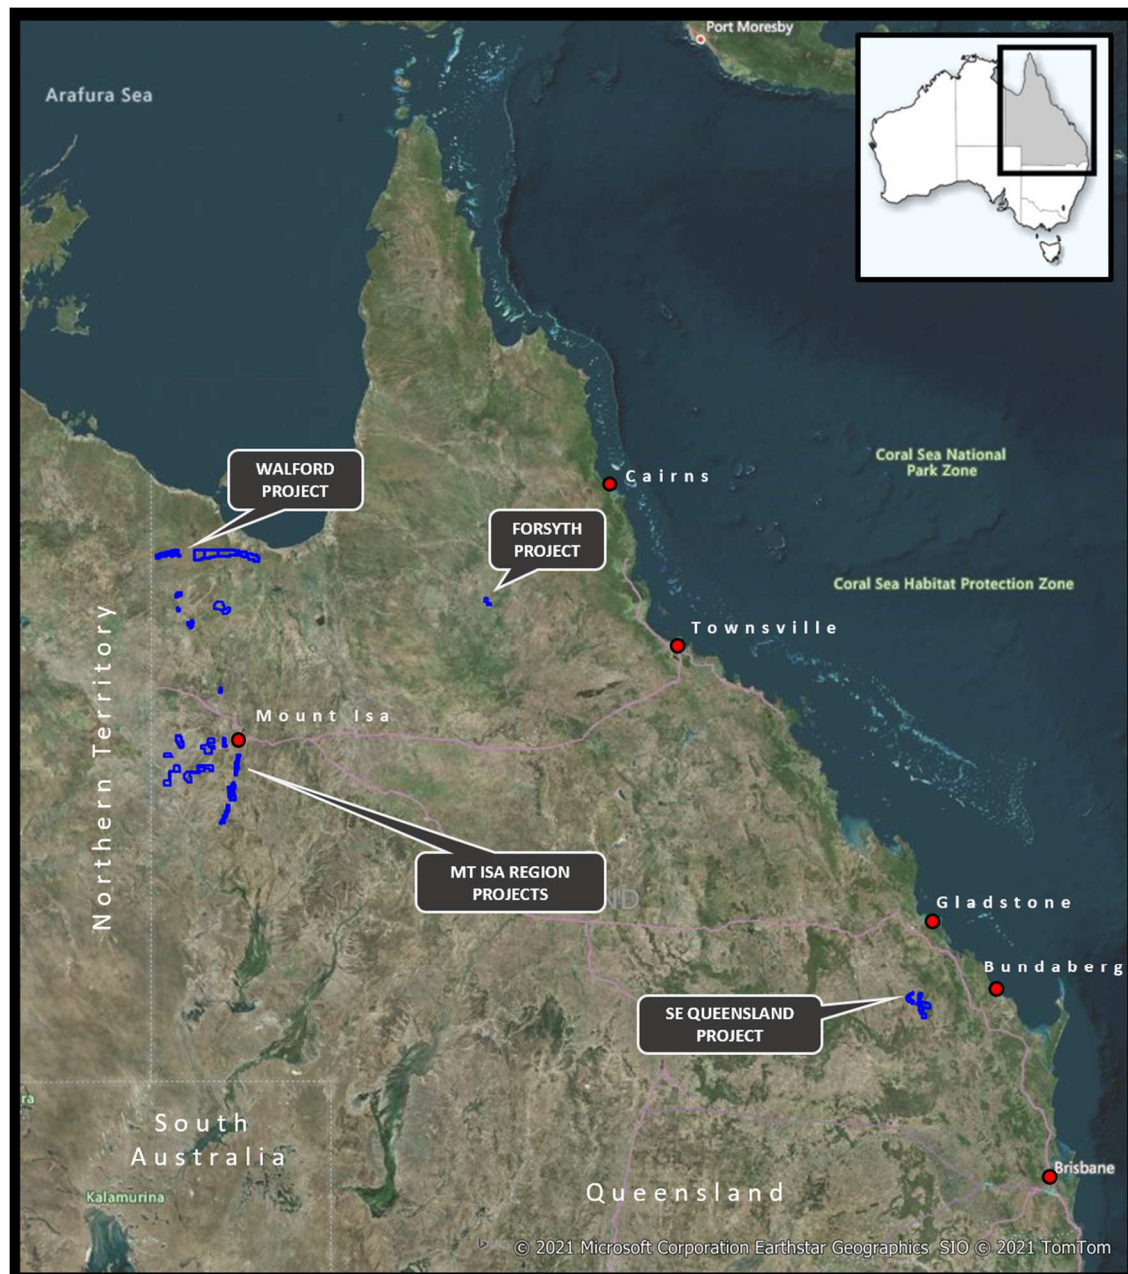 Port Moresby
Arafura Sea
WALFORD
PROJECT
Coral Sea National
Park Zone
Cairns
FORSYTH
PROJECT
Coral Sea Habitat Protection Zone
Townsville
Northern Territory
Mount Isa
MT ISA REGION
PROJECTS
ND
Gladstone
Bundaberg
SE QUEENSLAND
PROJECT
ra
South
Australia
Brisbane
Kalamurina
Queensland
© 2021 Microsoft Corporation Earthstar Geographics SIO © 2021 TomTom